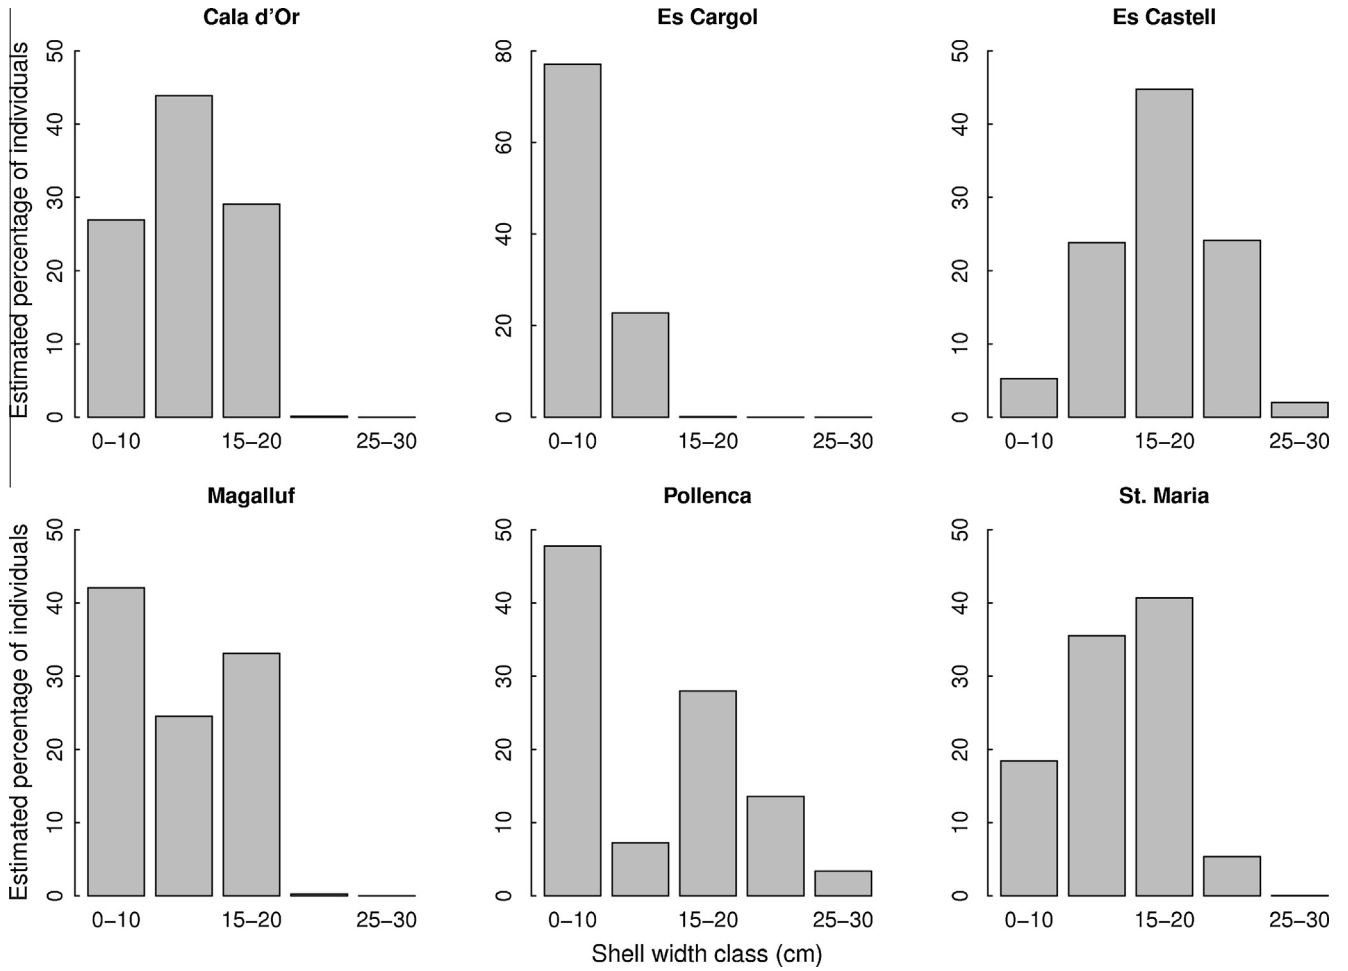 Cala d’Or
Es Cargol
Es Castell
Estimated percentage of individuals
0 10 20 30 40 50
0−10 15−20 25−30
0 20 40 60 80
0−10 15−20 25−30
0 10 20 30 40 50
0−10 15−20 25−30
Magalluf
Pollenca
St. Maria
Estimated percentage of individuals
0 10 20 30 40 50
0−10 15−20 25−30
0 10 20 30 40 50
0−10 15−20 25−30
0 10 20 30 40 50
0−10 15−20 25−30
Shell width class (cm)